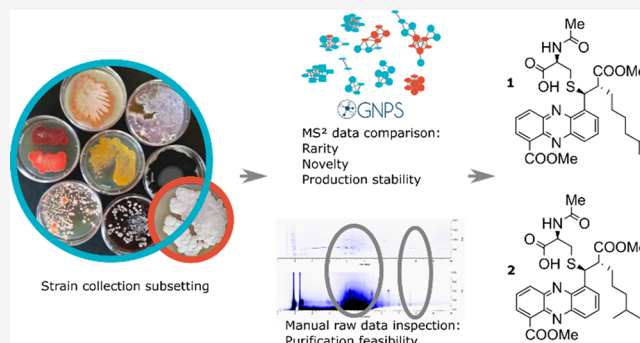 Strain collection subsetting
GNPS
MS² data comparison:
Rarity
Novelty
Production stability
Manual raw data inspection:
Purification feasibility
1
Me
HN
O
O
OH
S
COOMe
N
N
COOMe
2
Me
HN
O
O
OH
S
COOMe
N
N
COOMe